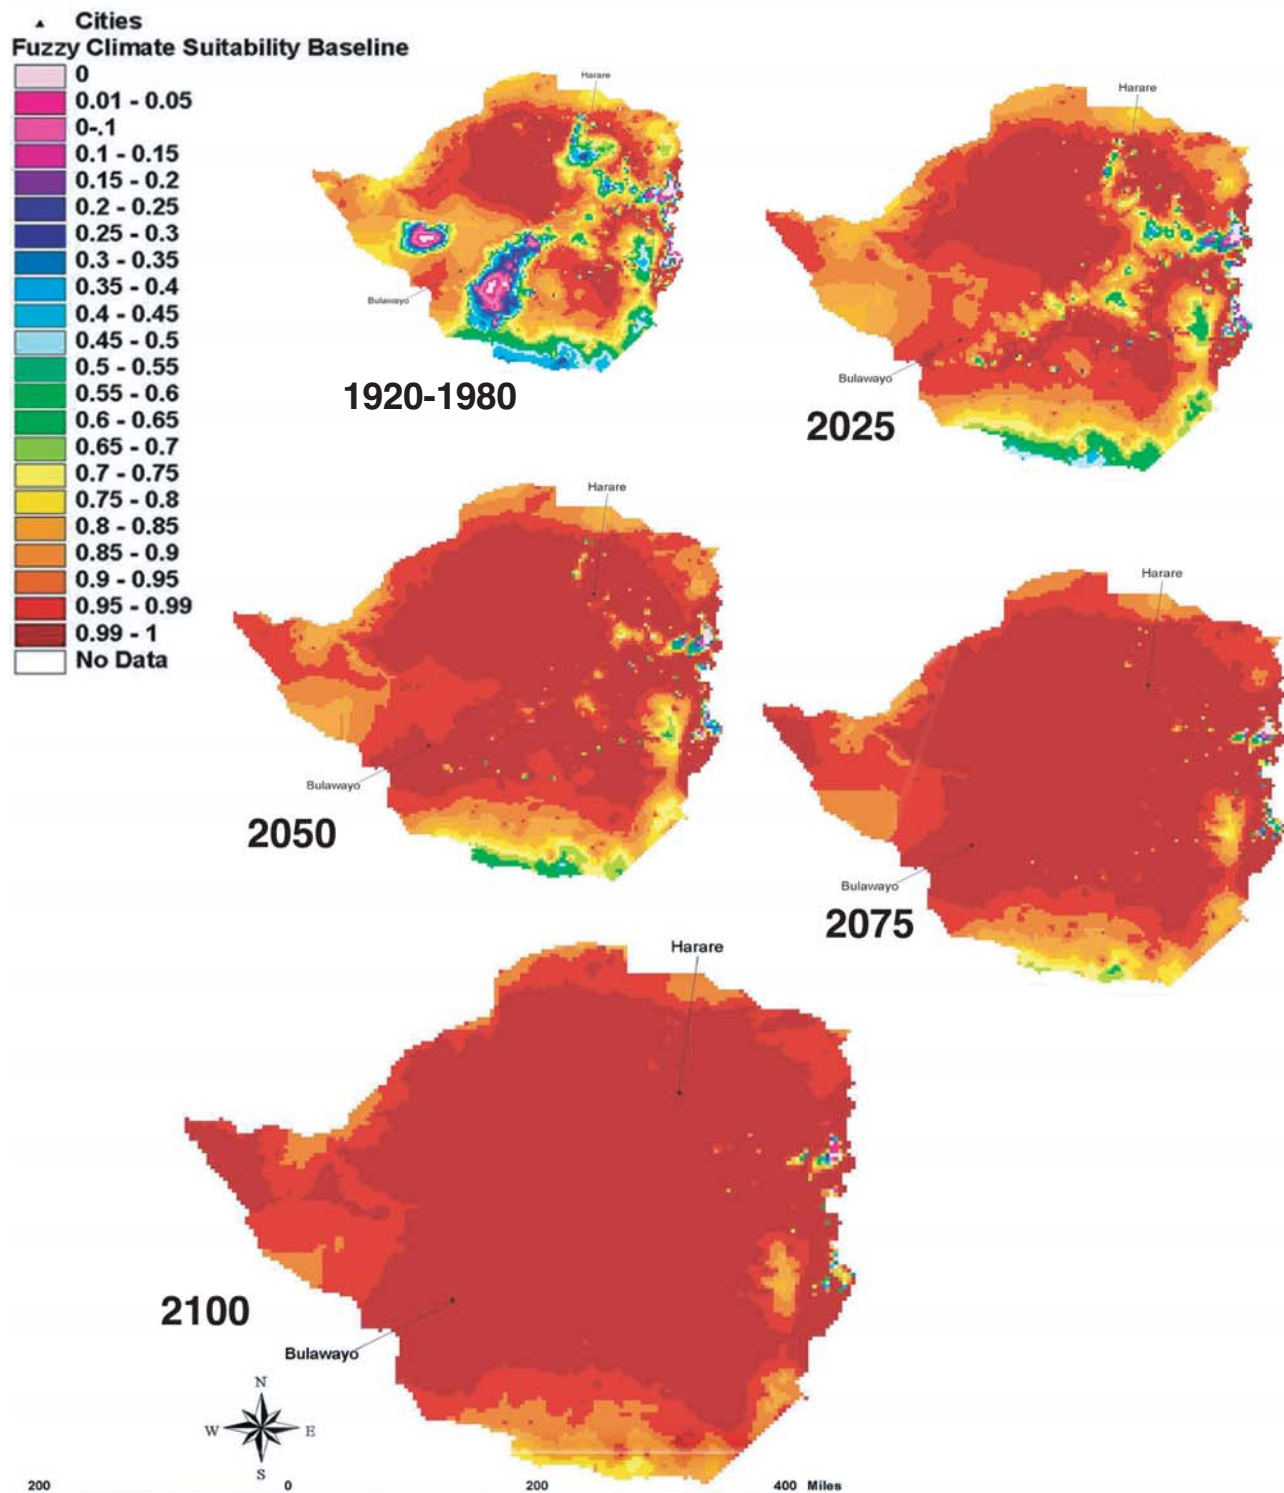 Cities
Fuzzy Climate Suitability Baseline
0
0.01 - 0.05
0-.1
0.1 - 0.15
0.15 - 0.2
0.2 - 0.25
0.25 - 0.3
0.3 - 0.35
0.35 - 0.4
0.4 - 0.45
0.45 - 0.5
0.5 - 0.55
0.55 - 0.6
0.6 - 0.65
0.65 - 0.7
0.7 - 0.75
0.75 - 0.8
0.8 - 0.85
0.85 - 0.9
0.9 - 0.95
0.95 - 0.99
0.99 - 1
No Data
Harare
Bulawayo
1920-1980
Harare
Bulawayo
2025
Harare
Bulawayo
2050
Harare
Bulawayo
2075
Harare
2100
Bulawayo
N
W E
S
200 0 200 400 Miles